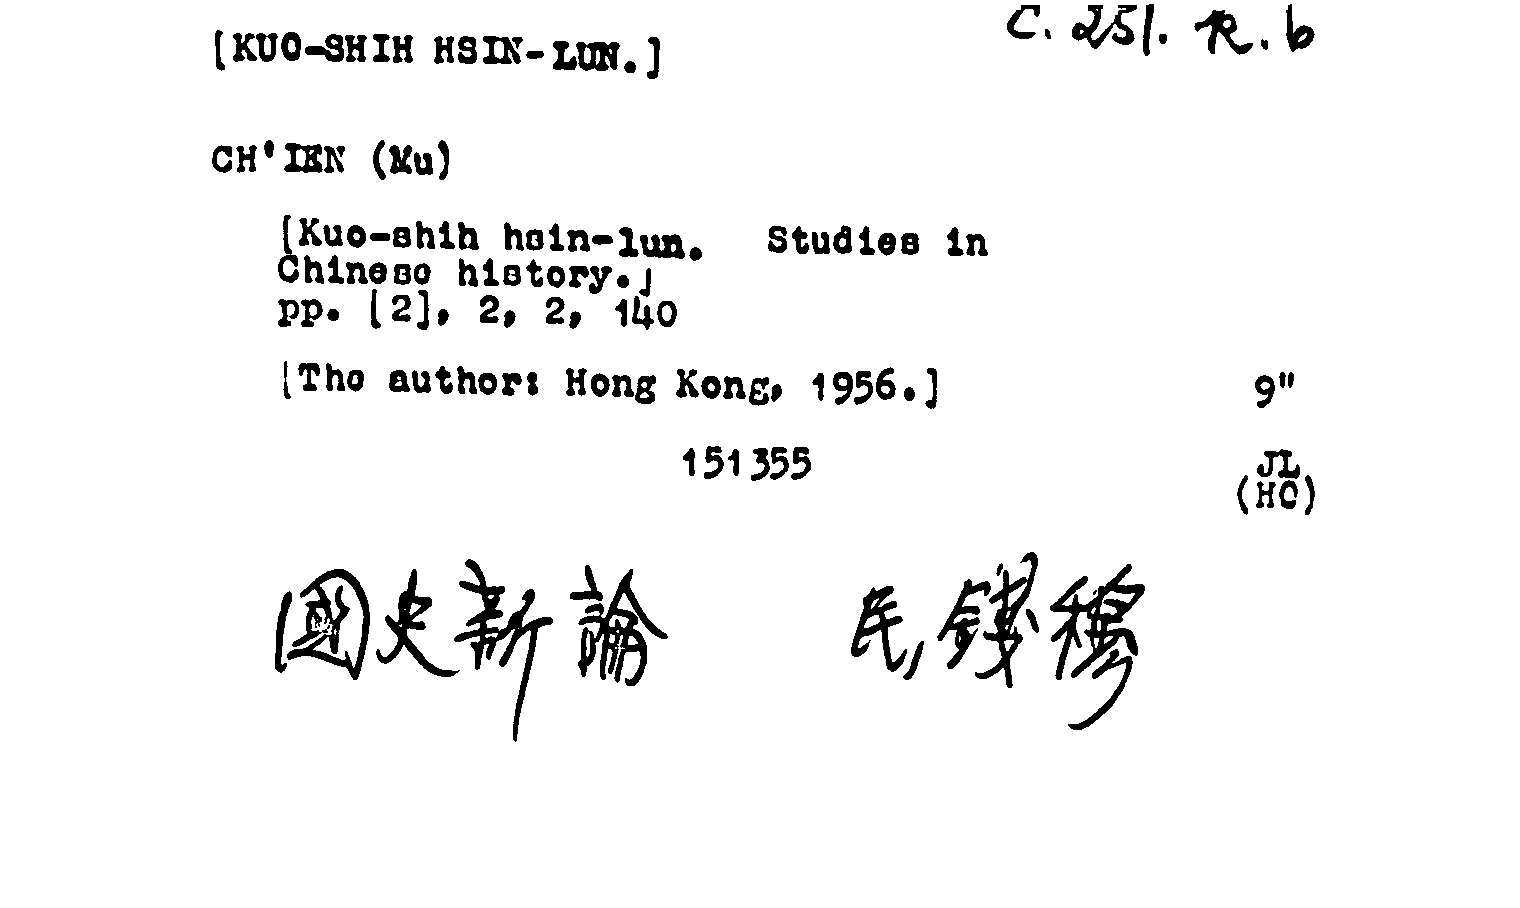 [KUO-SHIH HSIN-LUN.]
C. 251. R. b
CH'IEN (Mu)
[Kuo-shih hsin-lun. Studies in
Chinese history.]
pp. [2], 2, 2, 140
[The author: Hong Kong, 1956.]
9"
151355
JL
(HC)
國史新論 民, 錢穆